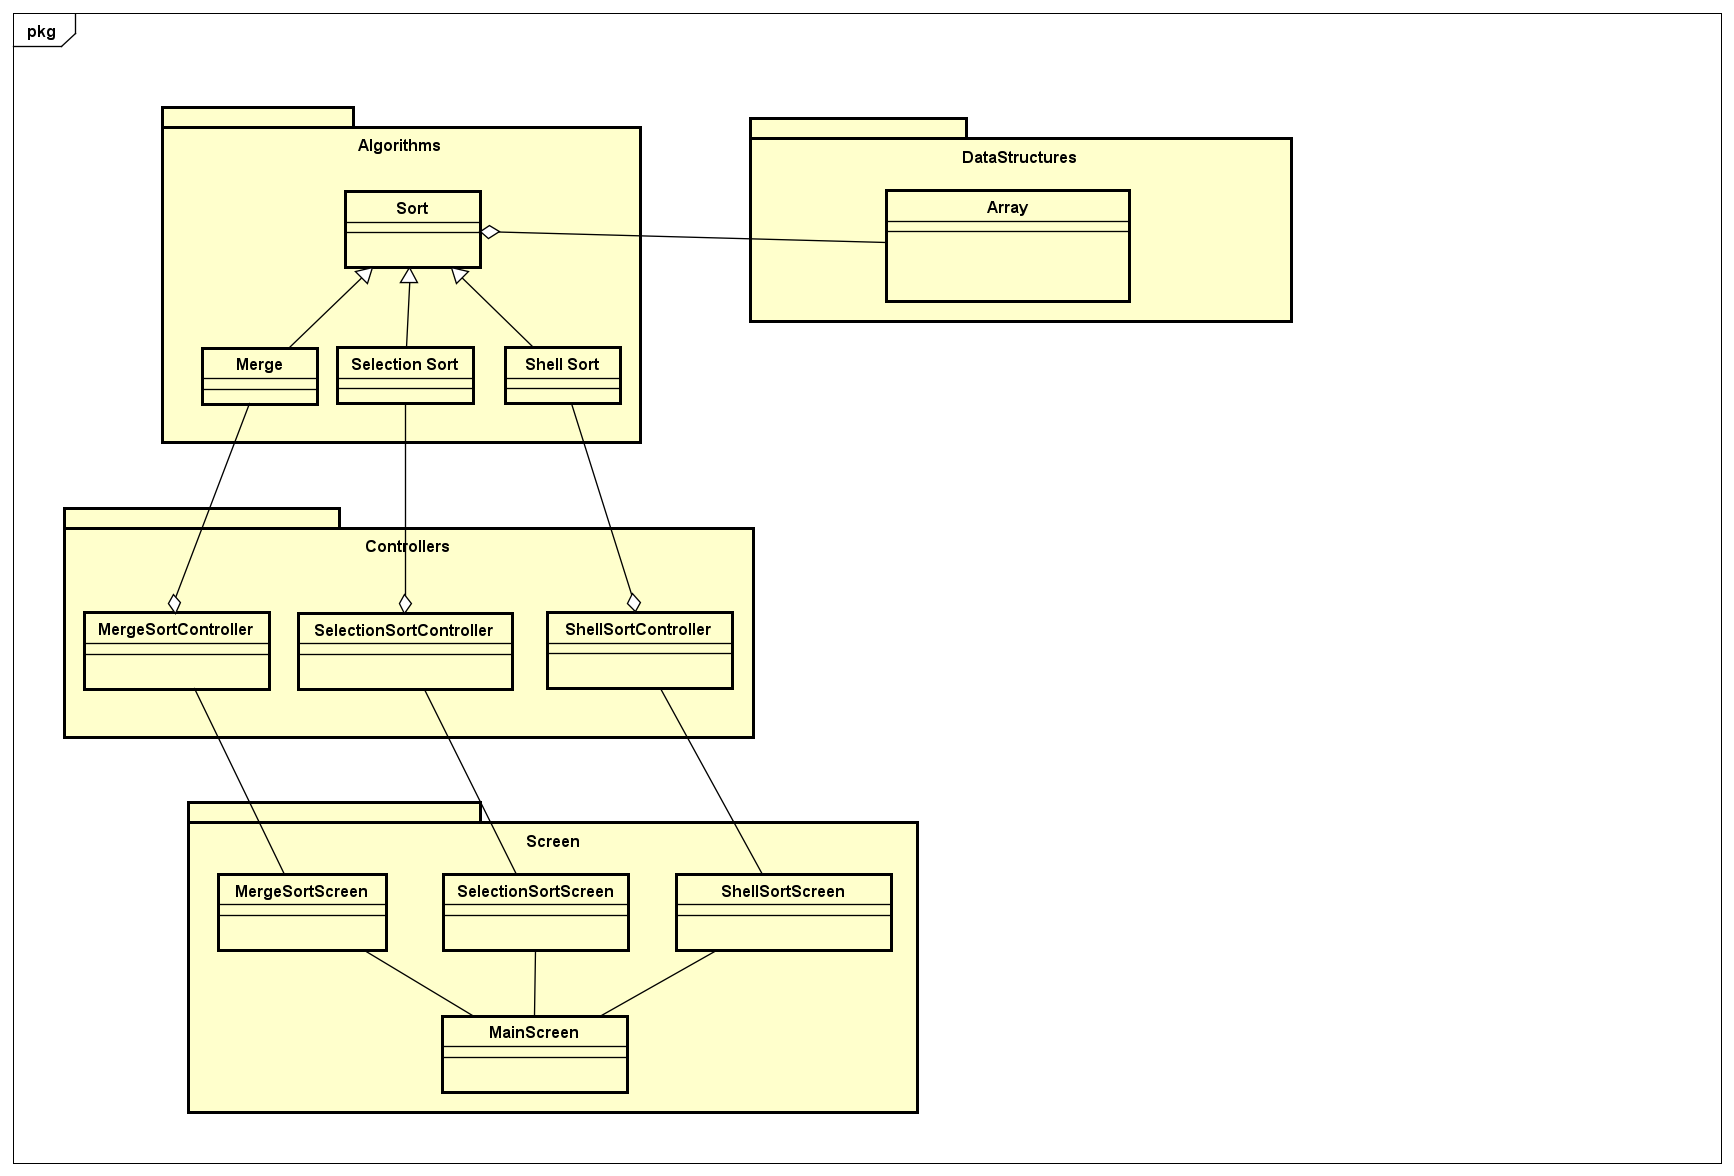 pkg
Algorithms
Sort
Merge
Selection Sort
Shell Sort
DataStructures
Array
Controllers
MergeSortController
SelectionSortController
ShellSortController
Screen
MergeSortScreen
SelectionSortScreen
ShellSortScreen
MainScreen